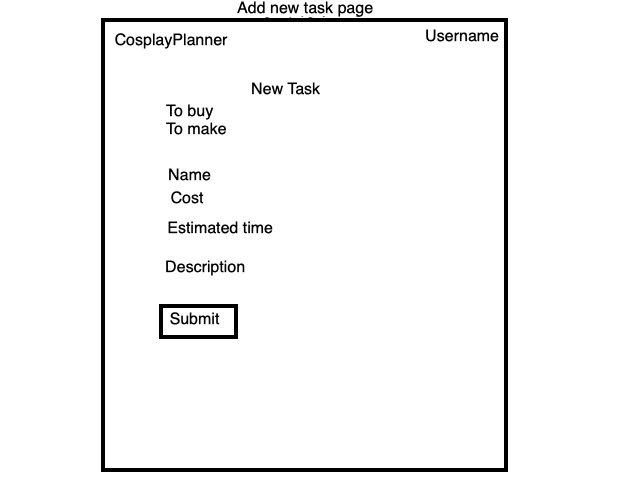 Add new task page
CosplayPlanner
Username
New Task
To buy
To make
Name
Cost
Estimated time
Description
Submit